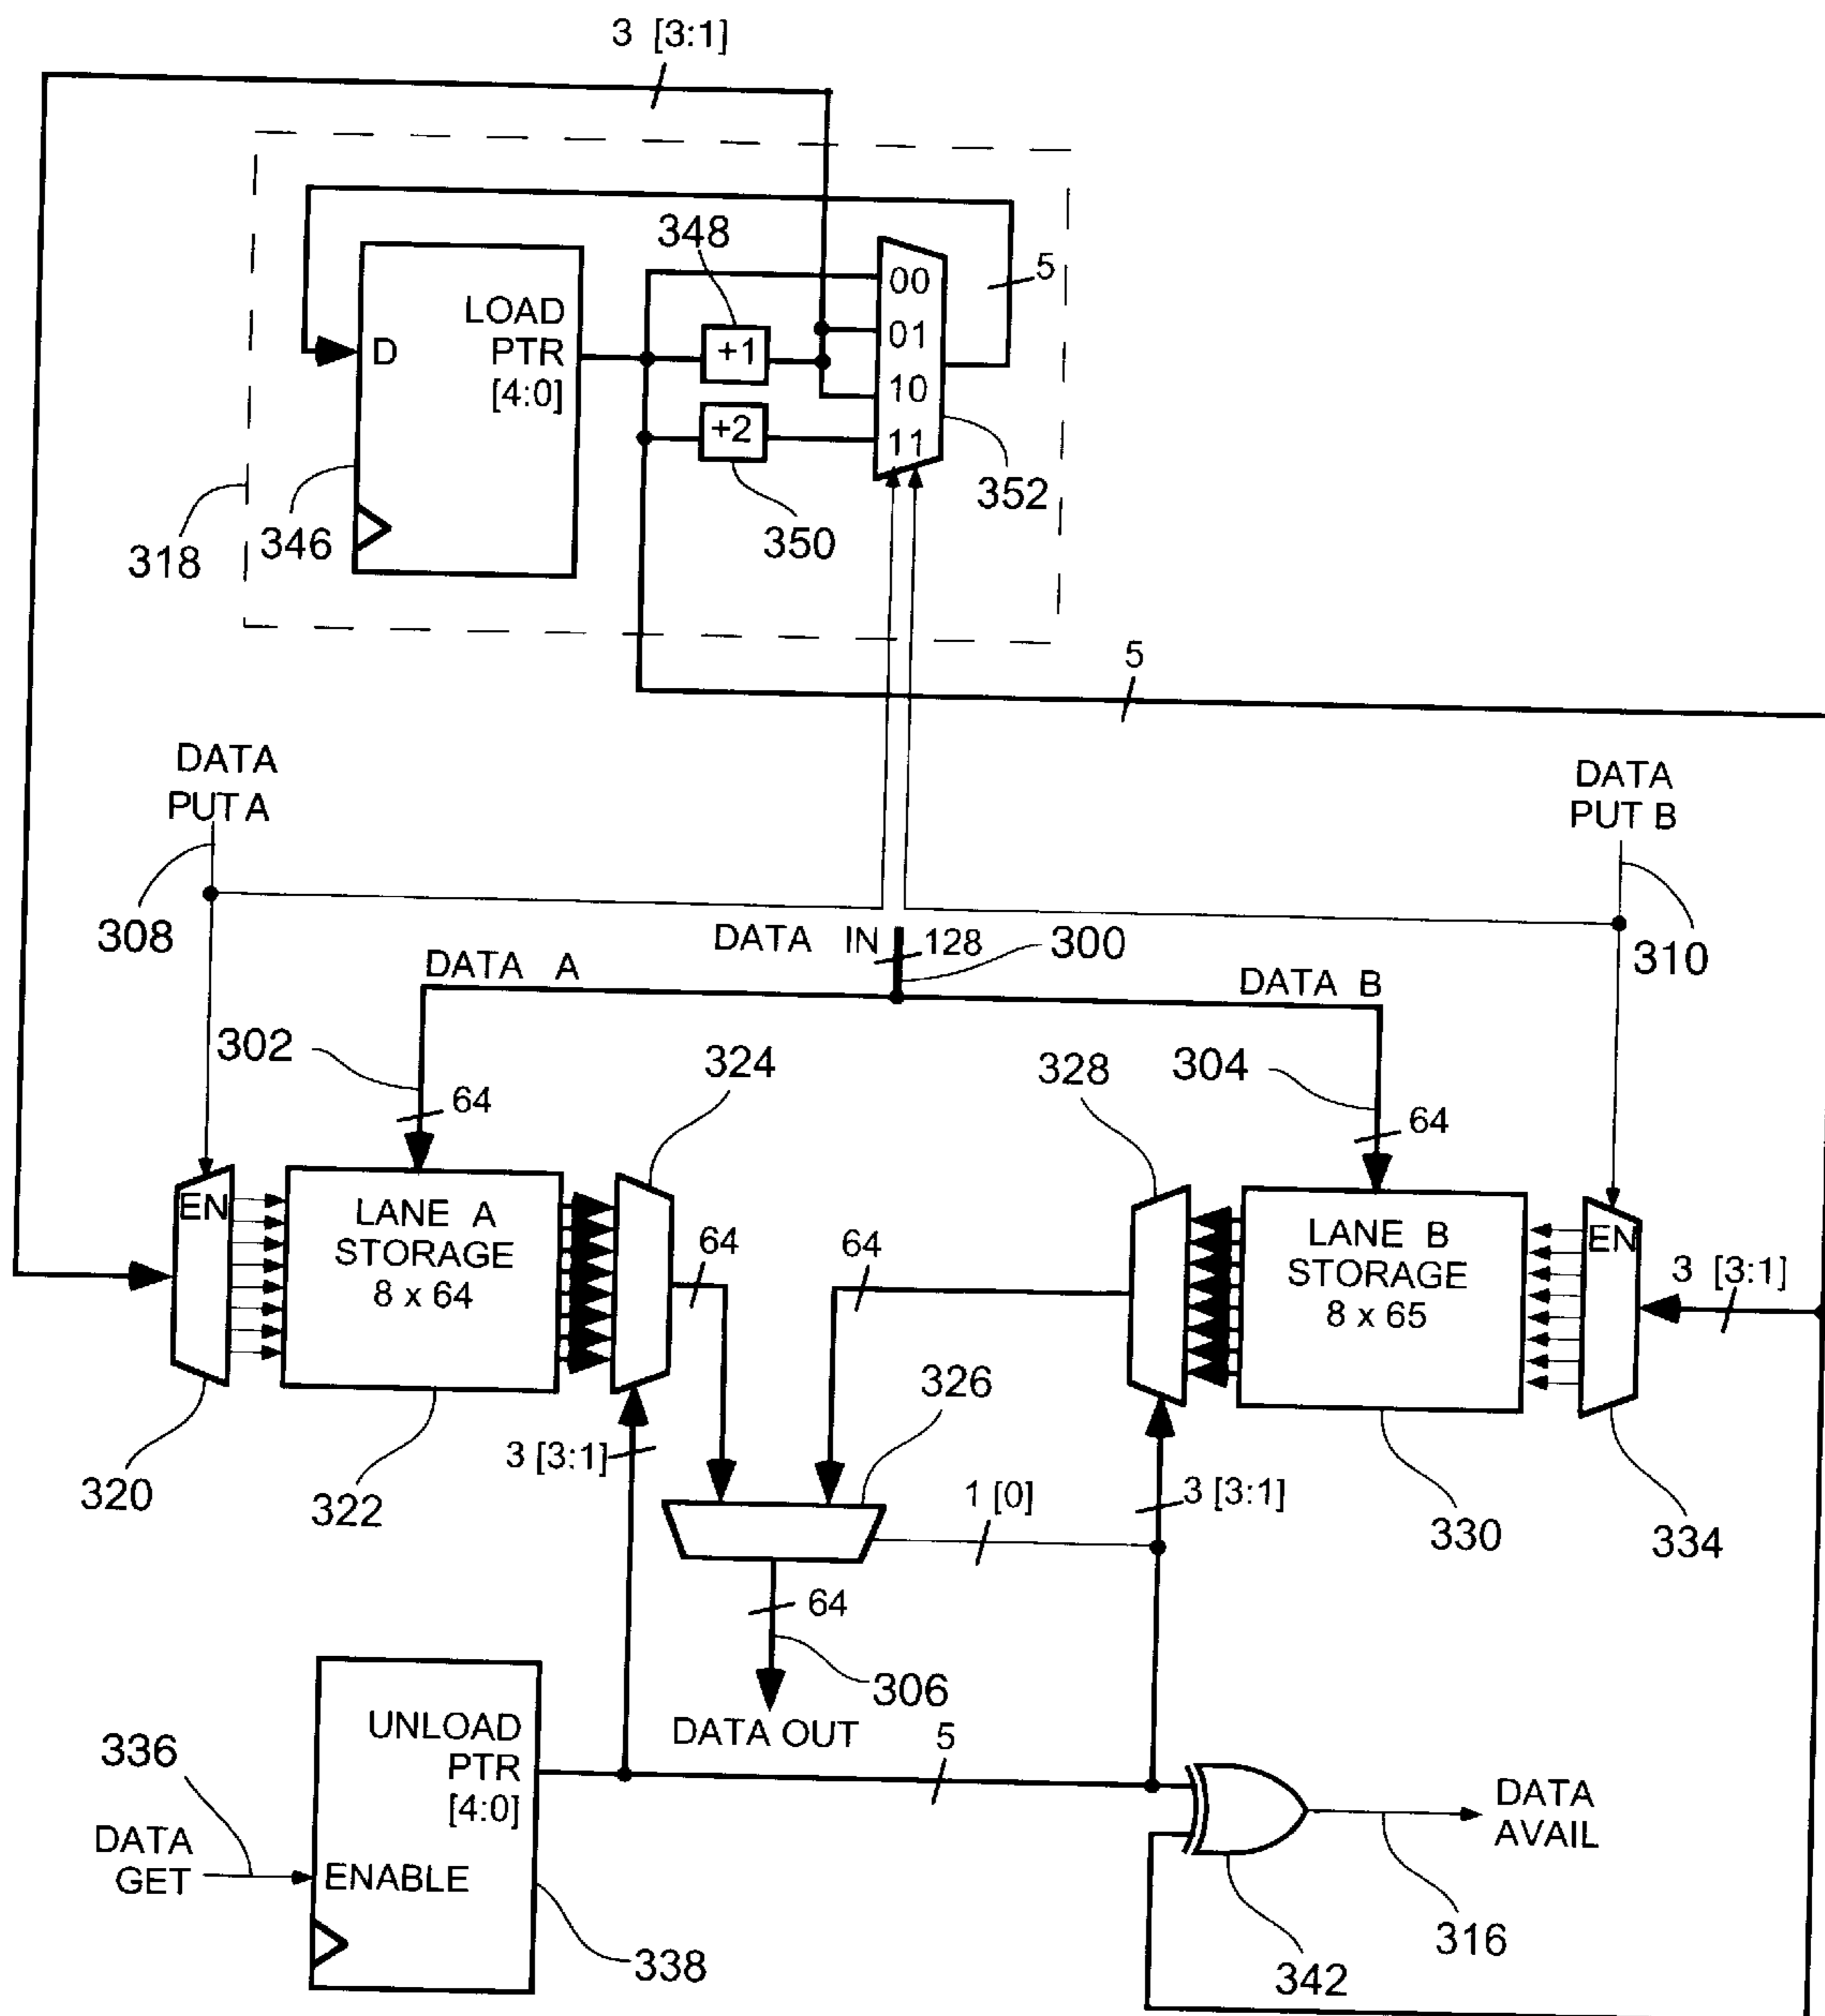 3 [3:1]
348
LOAD
PTR
[4:0]
D
+1
+2
00
01
10
11
5
352
350
346
318
5
DATA
PUT A
DATA
PUT B
308
310
DATA IN
128
300
DATA A
DATA B
302
304
64
64
324
328
EN
LANE A
STORAGE
8 x 64
64
64
LANE B
STORAGE
8 x 65
EN
3 [3:1]
320
322
3 [3:1]
326
1 [0]
3 [3:1]
330
334
64
306
DATA OUT
UNLOAD
PTR
[4:0]
ENABLE
5
336
DATA
GET
338
DATA
AVAIL
316
342